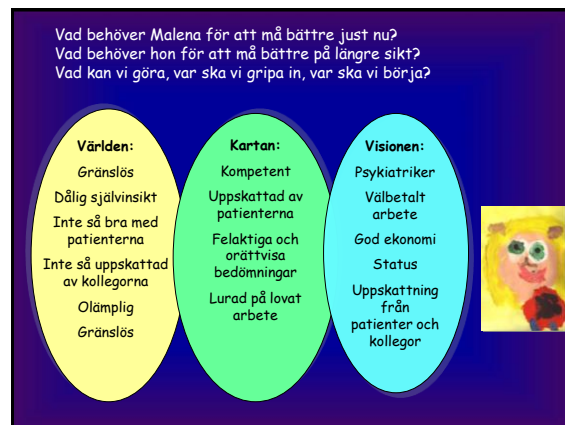 Vad behöver Malena för att må bättre just nu?
Vad behöver hon för att må bättre på längre sikt?
Vad kan vi göra, var ska vi gripa in, var ska vi börja?
Världen:
Gränslös
Dålig självinsikt
Inte så bra med
patienterna
Inte så uppskattad
av kollegorna
Olämplig
Gränslös
Kartan:
Kompetent
Uppskattad av
patienterna
Felaktiga och
orättvisa
bedömningar
Lurad på lovat
arbete
Visionen:
Psykiatriker
Välbetalt
arbete
God ekonomi
Status
Uppskattning
från
patienter och
kollegor